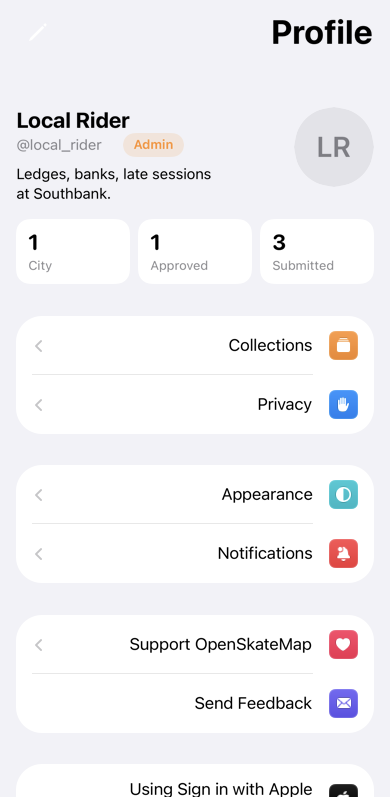 Profile
Local Rider
@local_rider Admin
LR
Ledges, banks, late sessions
at Southbank.
1
City
1
Approved
3
Submitted
Collections
Privacy
Appearance
Notifications
Support OpenSkateMap
Send Feedback
Using Sign in with Apple